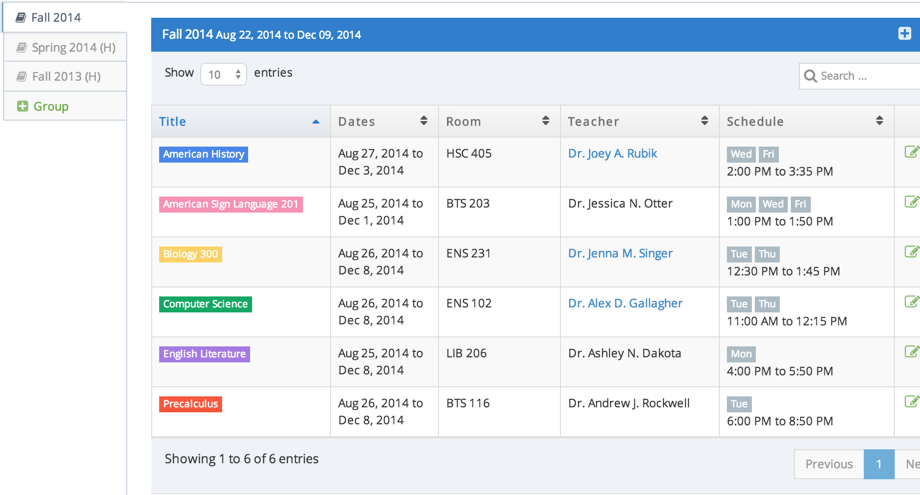 Fall 2014
Spring 2014 (H)
Fall 2013 (H)
Group
Fall 2014 Aug 22, 2014 to Dec 09, 2014
Show 10 entries
Search ...
Title Dates Room Teacher Schedule
American History Aug 27, 2014 to HSC 405 Dr. Joey A. Rubik Wed Fri
Dec 3, 2014 2:00 PM to 3:35 PM
American Sign Language 201 Aug 25, 2014 to BTS 203 Dr. Jessica N. Otter Mon Wed Fri
Dec 1, 2014 1:00 PM to 1:50 PM
Biology 300 Aug 26, 2014 to ENS 231 Dr. Jenna M. Singer Tue Thu
Dec 8, 2014 12:30 PM to 1:45 PM
Computer Science Aug 26, 2014 to ENS 102 Dr. Alex D. Gallagher Tue Thu
Dec 8, 2014 11:00 AM to 12:15 PM
English Literature Aug 25, 2014 to LIB 206 Dr. Ashley N. Dakota Mon
Dec 8, 2014 4:00 PM to 5:50 PM
Precalculus Aug 26, 2014 to BTS 116 Dr. Andrew J. Rockwell Tue
Dec 8, 2014 6:00 PM to 8:50 PM
Showing 1 to 6 of 6 entries
Previous 1 Ne